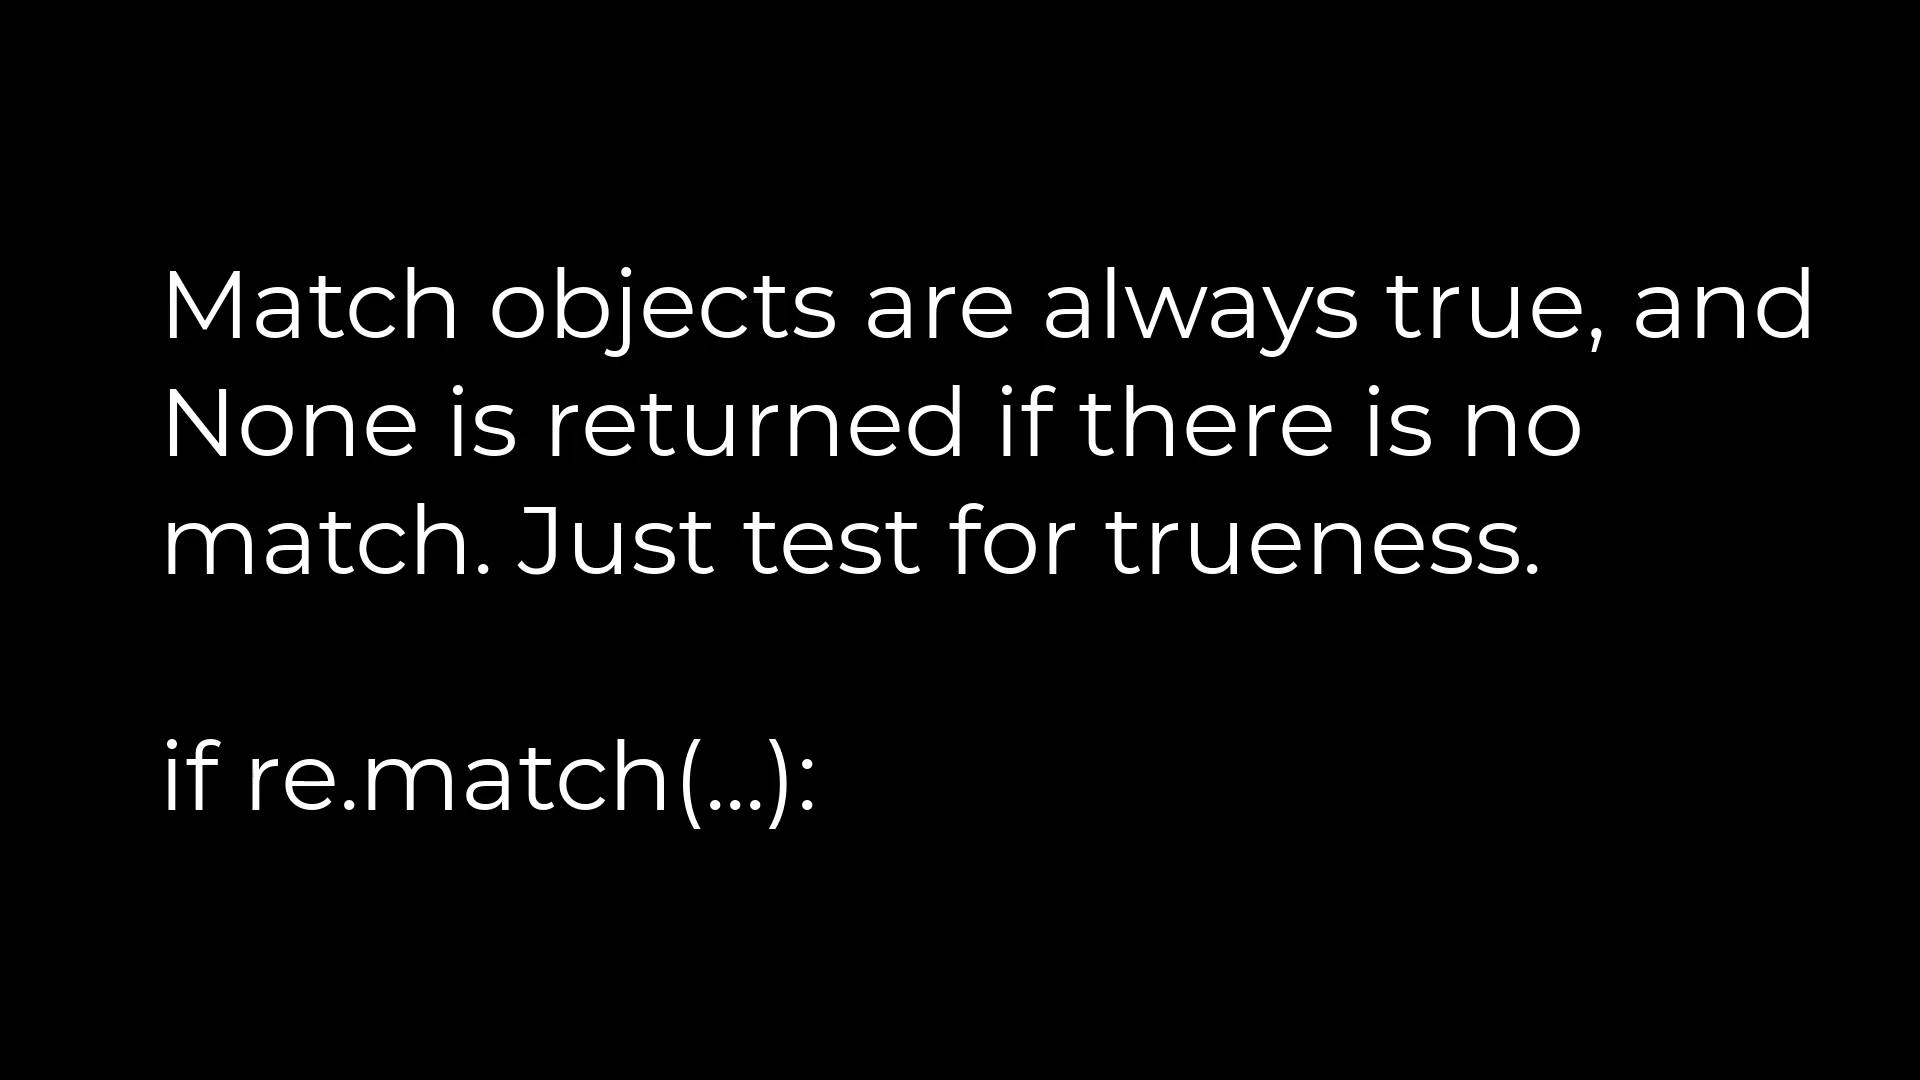 Match objects are always true, and
None is returned if there is no
match. Just test for trueness.
if re.match(...):